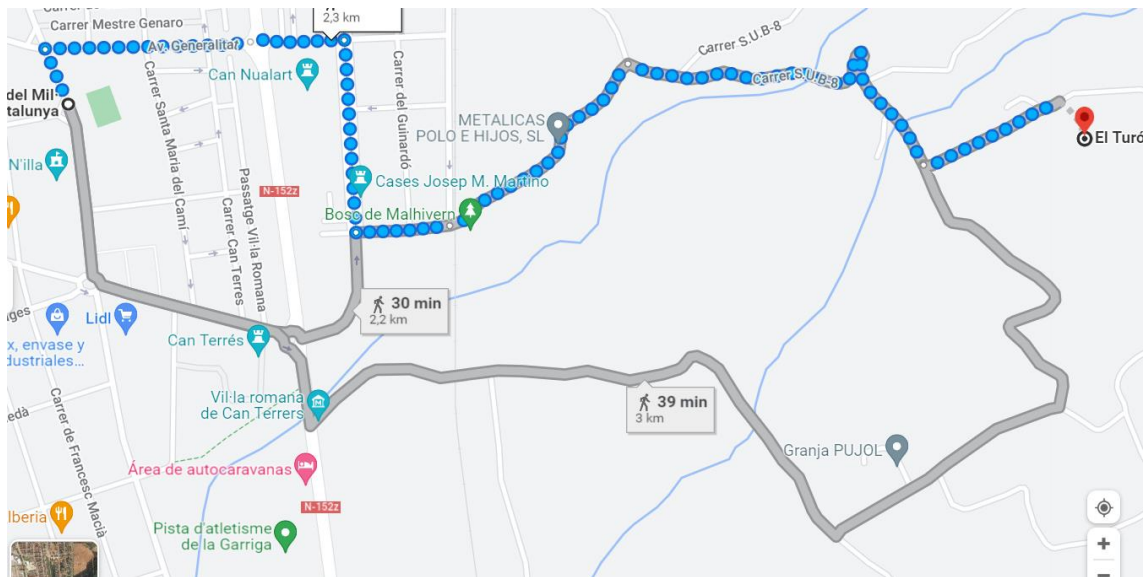 Carrer Mestre Genaro
2,3 km
Av. Generalitat
Can Nualart
Carrer S.U.B-8
Carrer S.U.B-8
del Mil·
talunya
Carrer Santa Maria del Camí
Carrer del Guinardó
METALICAS
POLO E HIJOS, SL
El Turó
N'illa
N-152z
Passatge Vil·la Romana
Carrer Can Terres
Cases Josep M. Martino
Bosc de Malhivern
30 min
2,2 km
ges
Lidl
Can Terrés
x, envase y
dustriales...
Vil·la romana
de Can Terrers
39 min
3 km
edà
Carrer de Francesc Macià
Granja PUJOL
Área de autocaravanas
N-152z
lberia
Pista d'atletisme
de la Garriga